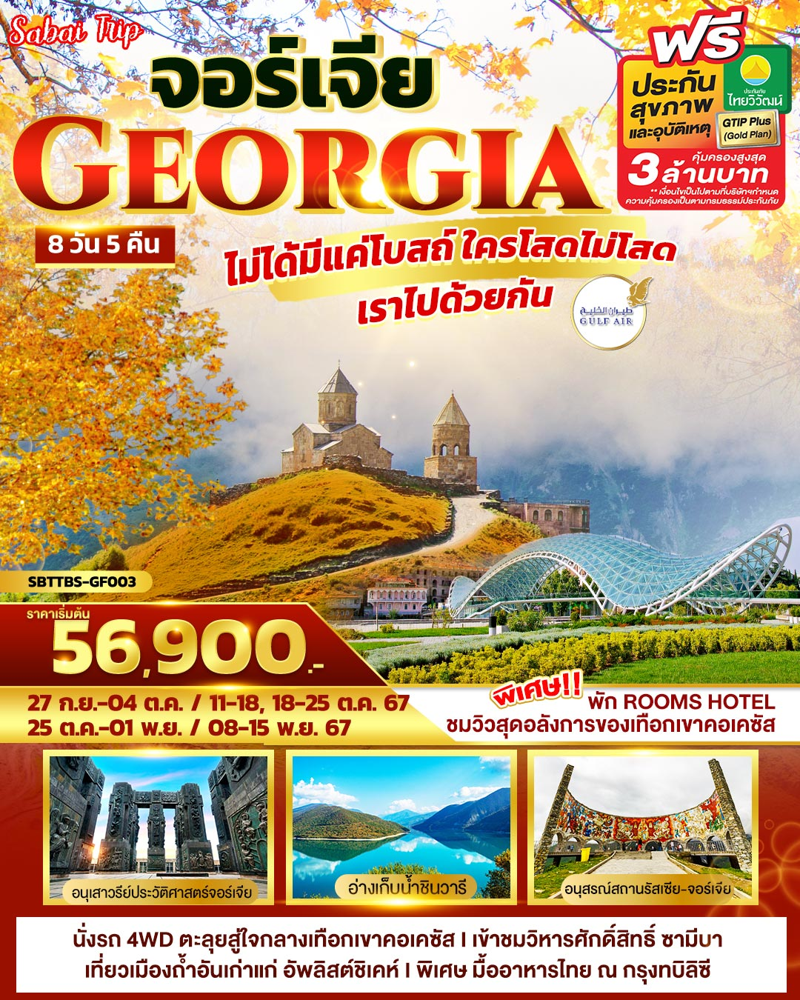 Sabai Trip
จอร์เจีย
GEORGIA
ฟรี
ประกัน
สุขภาพ
และอุบัติเหตุ
ประกันภัย
ไทยวิวัฒน์
GTIP Plus
(Gold Plan)
คุ้มครองสูงสุด
3 ล้านบาท
** เงื่อนไขเป็นไปตามที่บริษัทฯกำหนด
ความคุ้มครองเป็นตามกรมธรรม์ประกันภัย
8 วัน 5 คืน
ไม่ได้มีแค่โบสถ์ ใครโสดไม่โสด
เราไปด้วยกัน
طيران الخليج
GULF AIR
SBTTBS-GF003
ราคาเริ่มต้น
56,900.-
27 ก.ย.-04 ต.ค. / 11-18, 18-25 ต.ค. 67
25 ต.ค.-01 พ.ย. / 08-15 พ.ย. 67
พิเศษ!!
พัก ROOMS HOTEL
ชมวิวสุดอลังการของเทือกเขาคอเคซัส
อนุเสาวรีย์ประวัติศาสตร์จอร์เจีย
อ่างเก็บน้ำชินวารี
อนุสรณ์สถานรัสเซีย-จอร์เจีย
นั่งรถ 4WD ตะลุยสู่ใจกลางเทือกเขาคอเคซัส I เข้าชมวิหารศักดิ์สิทธิ์ ซามีบา
เที่ยวเมืองถ้ำอันเก่าแก่ อัพลิสต์ชิเคห์ I พิเศษ มื้ออาหารไทย ณ กรุงทบิลิซี